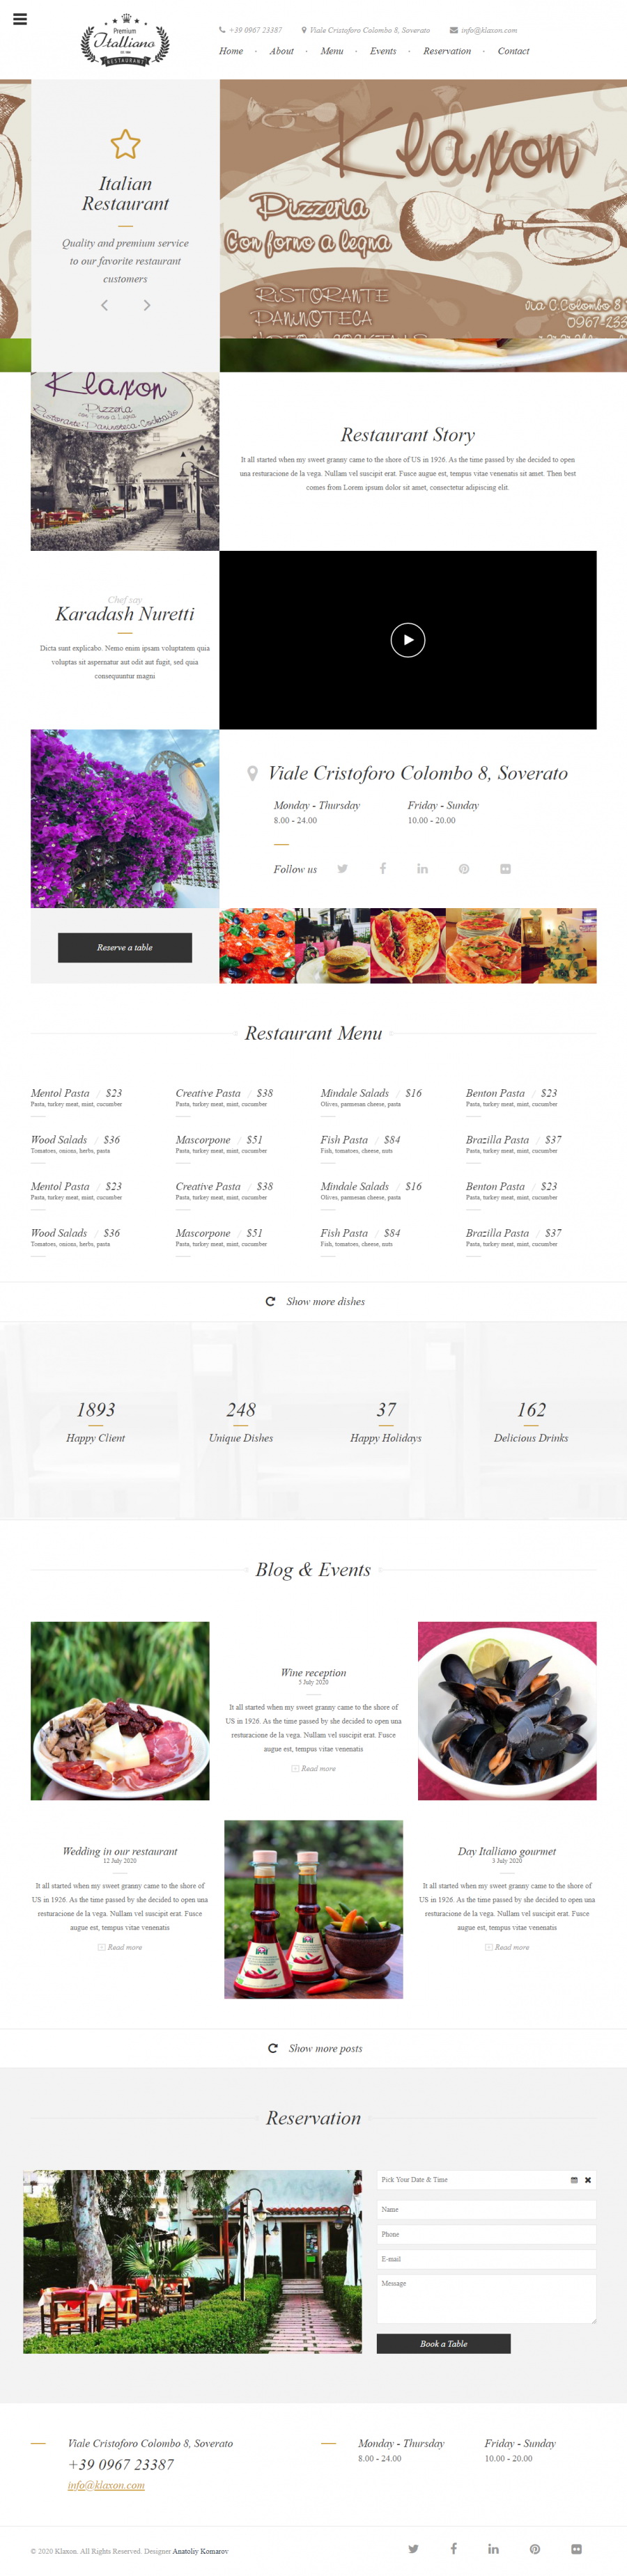 Premium
Italliano
RESTAURANT
+39 0967 23387
Viale Cristoforo Colombo 8, Soverato
info@klaxon.com
Home · About · Menu · Events · Reservation · Contact
Klaxon
Pizzeria
Con forno a legna
RISTORANTE
PANINOTECA
Via C.Colombo 8
Italian
Restaurant
Quality and premium service
to our favorite restaurant
customers
Klaxon
Pizzeria
Con Forno a Legna
Ristorante-Paninoteca-Cocktails
Restaurant Story
It all started when my sweet granny came to the shore of US in 1926. As the time passed by she decided to open
una resturacione de la vega. Nullam vel suscipit erat. Fusce augue est, tempus vitae venenatis sit amet. Then best
comes from Lorem ipsum dolor sit amet, consectetur adipiscing elit.
Chef say
Karadash Nuretti
Dicta sunt explicabo. Nemo enim ipsam voluptatem quia
voluptas sit aspernatur aut odit aut fugit, sed quia
consequuntur magni
Viale Cristoforo Colombo 8, Soverato
Monday - Thursday
8.00 - 24.00
Friday - Sunday
10.00 - 20.00
Follow us
Reserve a table
Restaurant Menu
Mentol Pasta / $23
Pasta, turkey meat, mint, cucumber
Creative Pasta / $38
Pasta, turkey meat, mint, cucumber
Mindale Salads / $16
Olives, parmesan cheese, pasta
Benton Pasta / $23
Pasta, turkey meat, mint, cucumber
Wood Salads / $36
Tomatoes, onions, herbs, pasta
Mascorpone / $51
Pasta, turkey meat, mint, cucumber
Fish Pasta / $84
Fish, tomatoes, cheese, nuts
Brazilla Pasta / $37
Pasta, turkey meat, mint, cucumber
Mentol Pasta / $23
Pasta, turkey meat, mint, cucumber
Creative Pasta / $38
Pasta, turkey meat, mint, cucumber
Mindale Salads / $16
Olives, parmesan cheese, pasta
Benton Pasta / $23
Pasta, turkey meat, mint, cucumber
Wood Salads / $36
Tomatoes, onions, herbs, pasta
Mascorpone / $51
Pasta, turkey meat, mint, cucumber
Fish Pasta / $84
Fish, tomatoes, cheese, nuts
Brazilla Pasta / $37
Pasta, turkey meat, mint, cucumber
Show more dishes
1893
Happy Client
248
Unique Dishes
37
Happy Holidays
162
Delicious Drinks
Blog & Events
Wine reception
5 July 2020
It all started when my sweet granny came to the shore of
US in 1926. As the time passed by she decided to open una
resturacione de la vega. Nullam vel suscipit erat. Fusce
augue est, tempus vitae venenatis
Read more
Wedding in our restaurant
12 July 2020
It all started when my sweet granny came to the shore of
US in 1926. As the time passed by she decided to open una
resturacione de la vega. Nullam vel suscipit erat. Fusce
augue est, tempus vitae venenatis
Read more
Day Italliano gourmet
3 July 2020
It all started when my sweet granny came to the shore of
US in 1926. As the time passed by she decided to open una
resturacione de la vega. Nullam vel suscipit erat. Fusce
augue est, tempus vitae venenatis
Read more
Show more posts
Reservation
Pick Your Date & Time
Name
Phone
E-mail
Message
Book a Table
Viale Cristoforo Colombo 8, Soverato
+39 0967 23387
info@klaxon.com
Monday - Thursday
8.00 - 24.00
Friday - Sunday
10.00 - 20.00
© 2020 Klaxon. All Rights Reserved. Designer Anatoliy Komarov